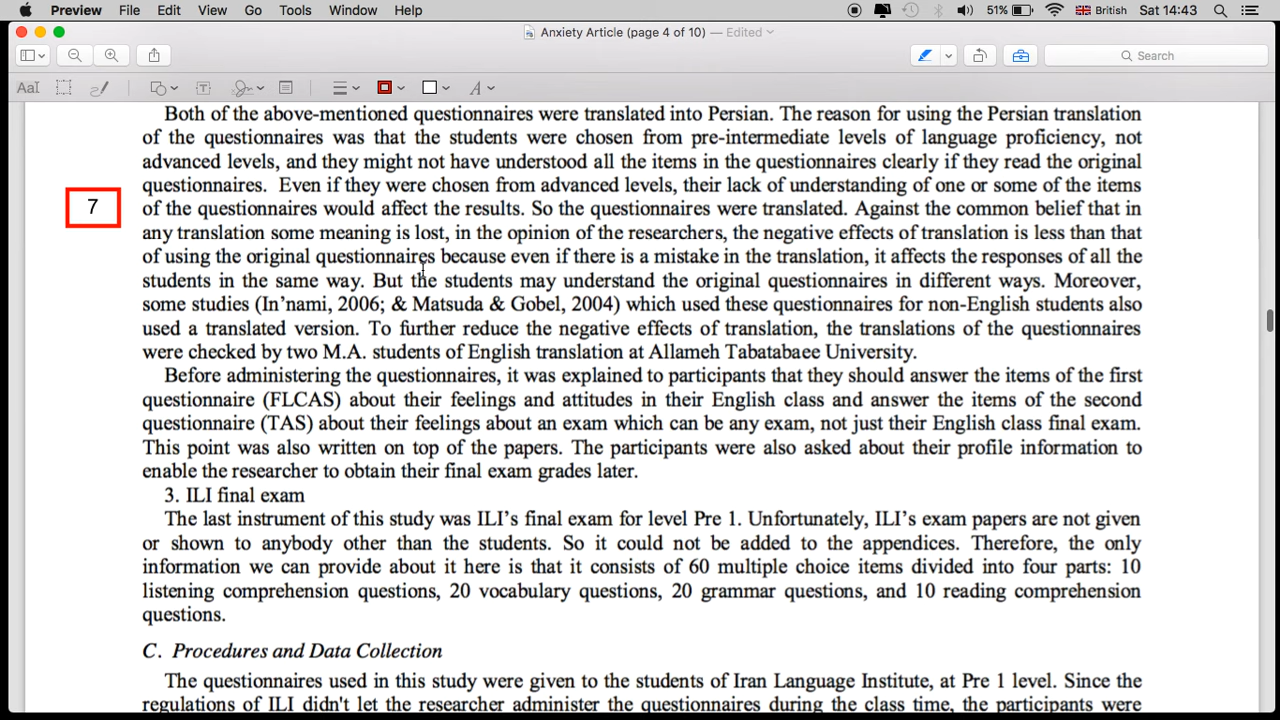 Preview File Edit View Go Tools Window Help 51% British Sat 14:43
Anxiety Article (page 4 of 10) — Edited
Search
AaI T A
Both of the above-mentioned questionnaires were translated into Persian. The reason for using the Persian translation
of the questionnaires was that the students were chosen from pre-intermediate levels of language proficiency, not
advanced levels, and they might not have understood all the items in the questionnaires clearly if they read the original
questionnaires. Even if they were chosen from advanced levels, their lack of understanding of one or some of the items
7
of the questionnaires would affect the results. So the questionnaires were translated. Against the common belief that in
any translation some meaning is lost, in the opinion of the researchers, the negative effects of translation is less than that
of using the original questionnaires because even if there is a mistake in the translation, it affects the responses of all the
students in the same way. But the students may understand the original questionnaires in different ways. Moreover,
some studies (In'nami, 2006; & Matsuda & Gobel, 2004) which used these questionnaires for non-English students also
used a translated version. To further reduce the negative effects of translation, the translations of the questionnaires
were checked by two M.A. students of English translation at Allameh Tabatabaee University.
Before administering the questionnaires, it was explained to participants that they should answer the items of the first
questionnaire (FLCAS) about their feelings and attitudes in their English class and answer the items of the second
questionnaire (TAS) about their feelings about an exam which can be any exam, not just their English class final exam.
This point was also written on top of the papers. The participants were also asked about their profile information to
enable the researcher to obtain their final exam grades later.
3. ILI final exam
The last instrument of this study was ILI's final exam for level Pre 1. Unfortunately, ILI's exam papers are not given
or shown to anybody other than the students. So it could not be added to the appendices. Therefore, the only
information we can provide about it here is that it consists of 60 multiple choice items divided into four parts: 10
listening comprehension questions, 20 vocabulary questions, 20 grammar questions, and 10 reading comprehension
questions.
C. Procedures and Data Collection
The questionnaires used in this study were given to the students of Iran Language Institute, at Pre 1 level. Since the
regulations of ILI didn't let the researcher administer the questionnaires during the class time, the participants were